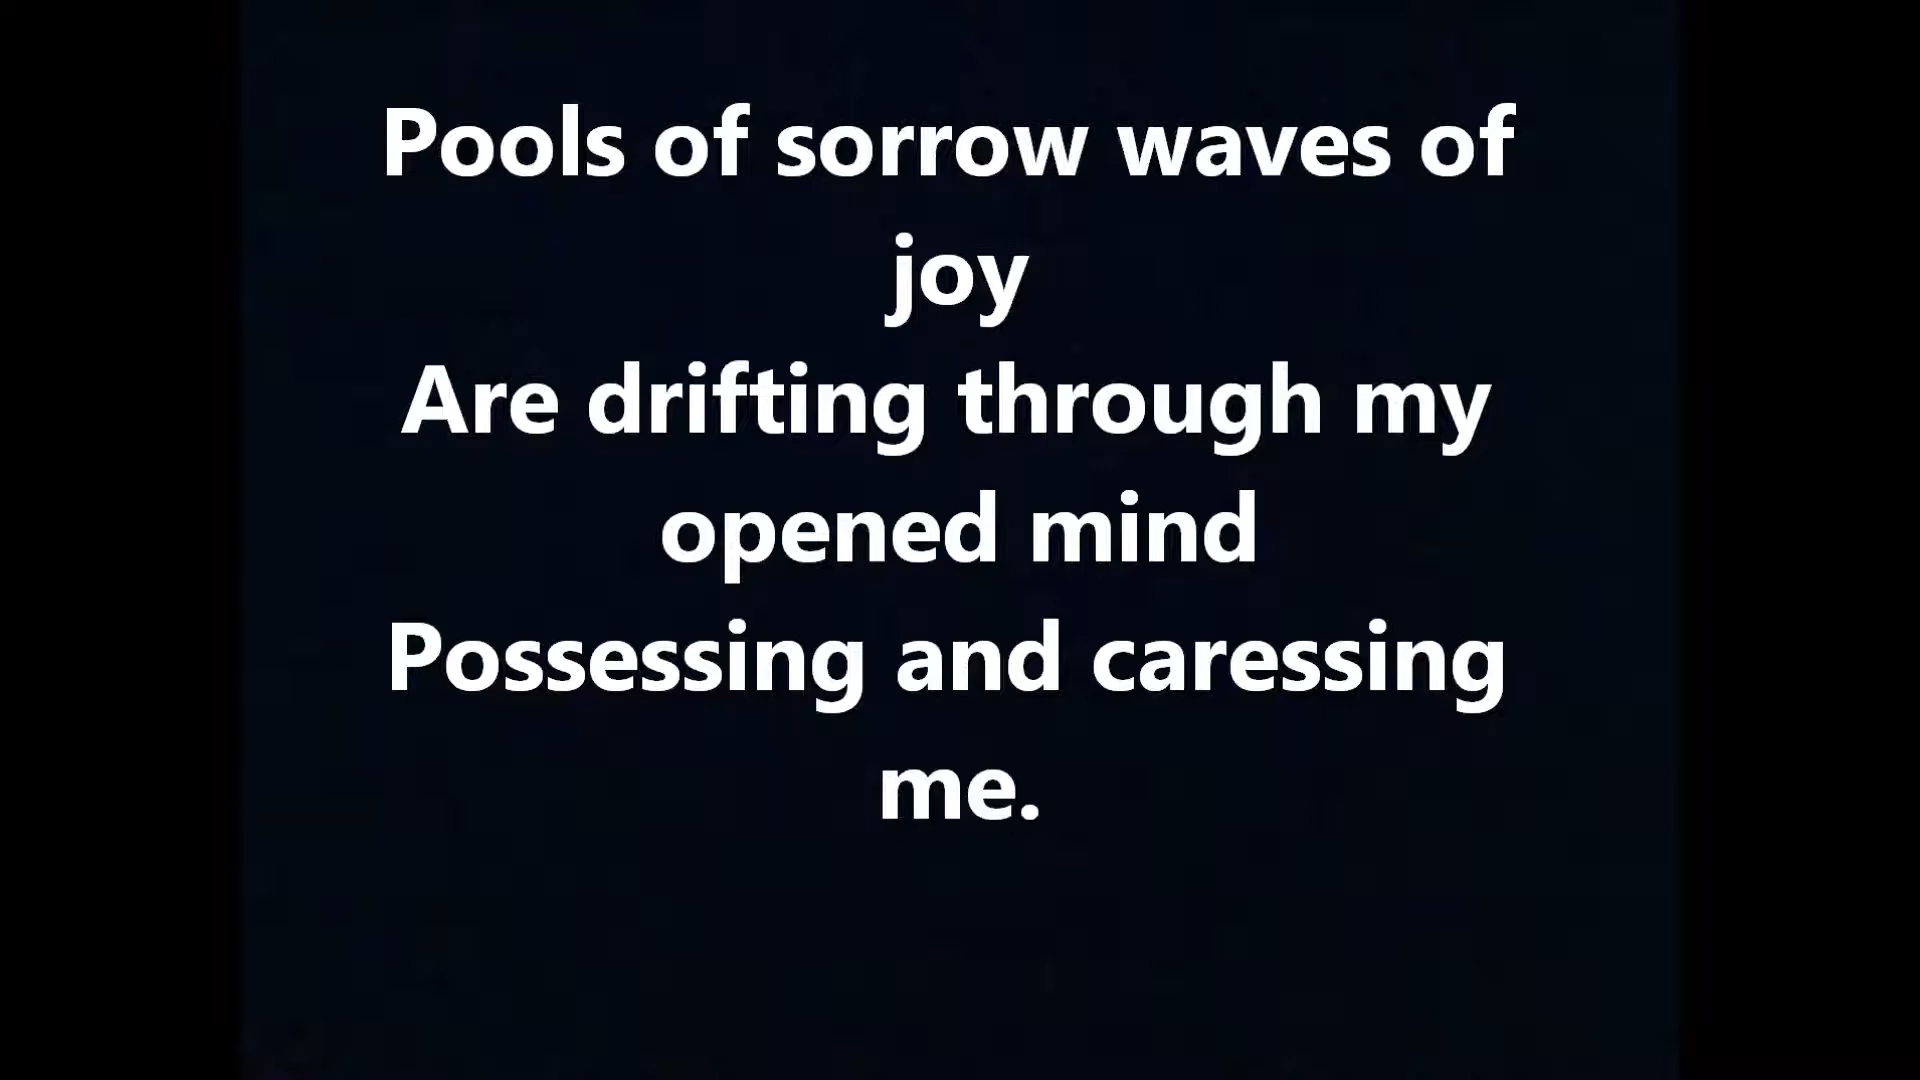 Pools of sorrow waves of
joy
Are drifting through my
opened mind
Possessing and caressing
me.